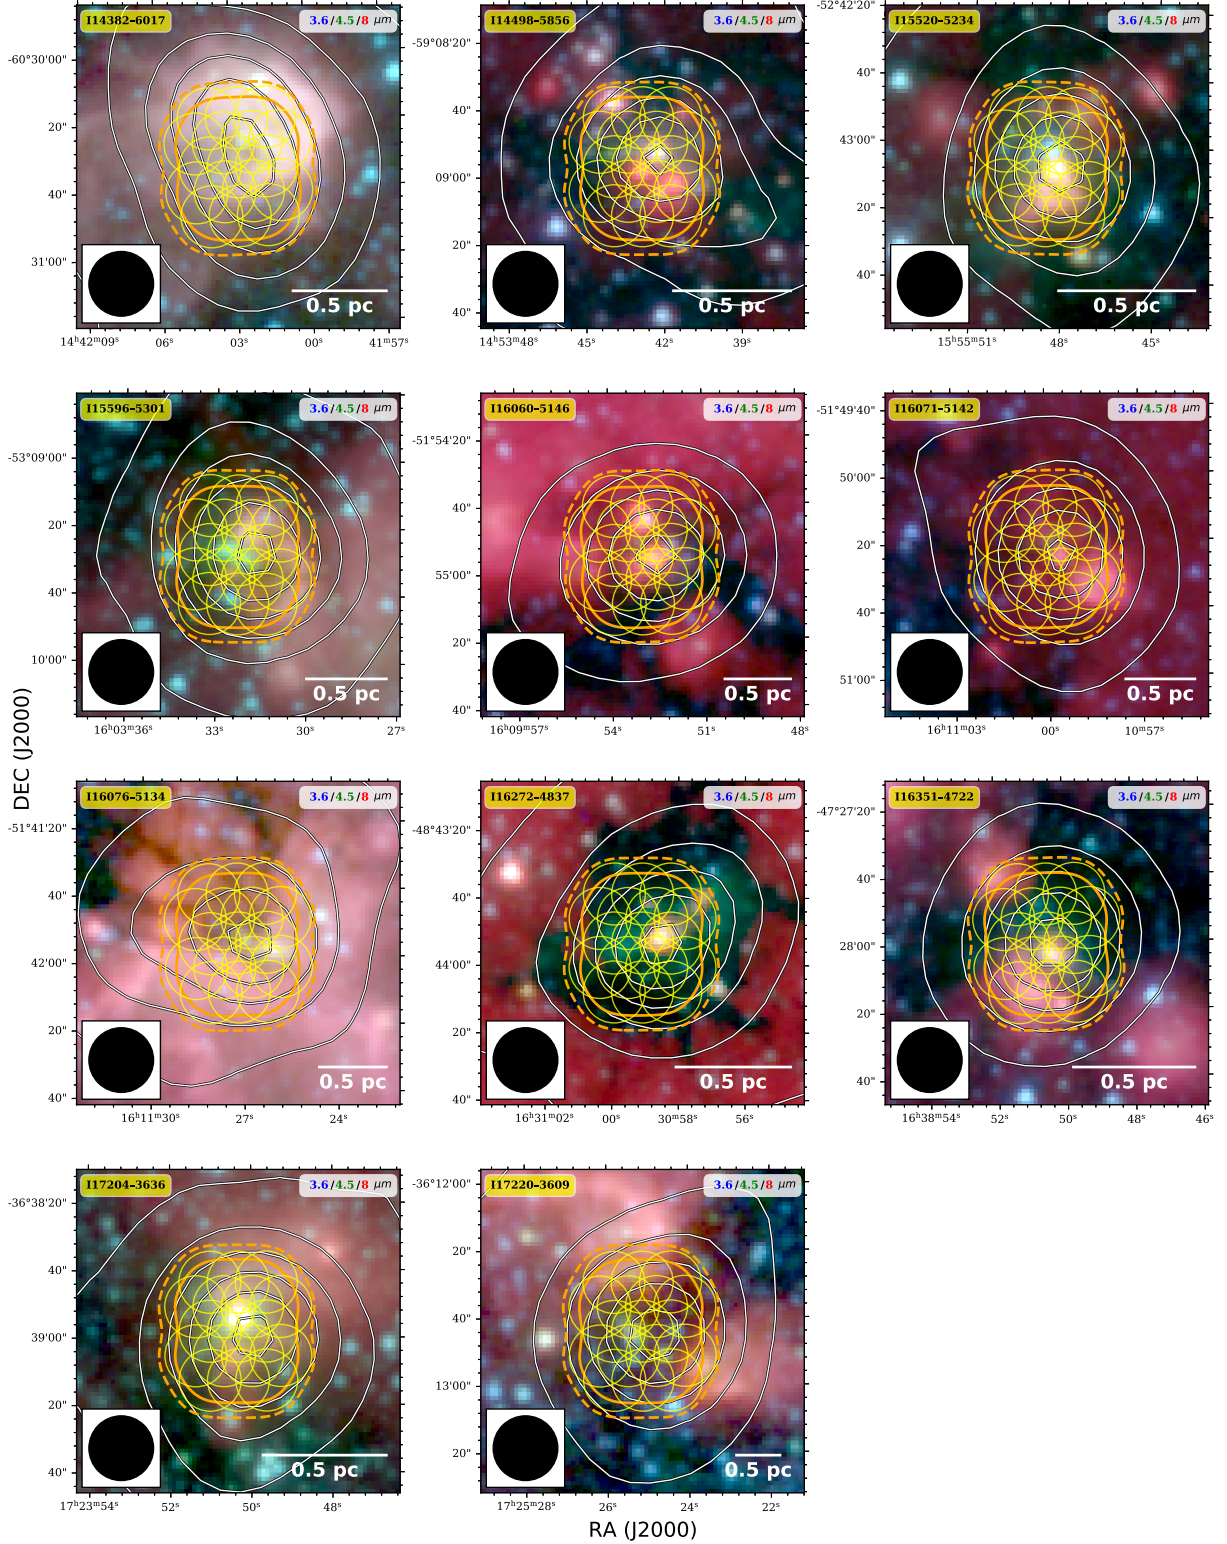 I14382–6017 3.6/4.5/8 μm
I14498–5856 3.6/4.5/8 μm
I15520–5234 3.6/4.5/8 μm
-60°30'00"
20"
40"
31'00"
0.5 pc
14ʰ42ᵐ09ˢ 06ˢ 03ˢ 00ˢ 41ᵐ57ˢ
-59°08'20"
40"
09'00"
20"
40"
0.5 pc
14ʰ53ᵐ48ˢ 45ˢ 42ˢ 39ˢ
-52°42'20"
40"
43'00"
20"
40"
0.5 pc
15ʰ55ᵐ51ˢ 48ˢ 45ˢ
I15596–5301 3.6/4.5/8 μm
I16060–5146 3.6/4.5/8 μm
I16071–5142 3.6/4.5/8 μm
-53°09'00"
20"
40"
10'00"
0.5 pc
16ʰ03ᵐ36ˢ 33ˢ 30ˢ 27ˢ
-51°54'20"
40"
55'00"
20"
40"
0.5 pc
16ʰ09ᵐ57ˢ 54ˢ 51ˢ 48ˢ
-51°49'40"
50'00"
20"
40"
51'00"
0.5 pc
16ʰ11ᵐ03ˢ 00ˢ 10ᵐ57ˢ
I16076–5134 3.6/4.5/8 μm
I16272–4837 3.6/4.5/8 μm
I16351–4722 3.6/4.5/8 μm
-51°41'20"
40"
42'00"
20"
40"
0.5 pc
16ʰ11ᵐ30ˢ 27ˢ 24ˢ
-48°43'20"
40"
44'00"
20"
40"
0.5 pc
16ʰ31ᵐ02ˢ 00ˢ 30ᵐ58ˢ 56ˢ
-47°27'20"
40"
28'00"
20"
40"
0.5 pc
16ʰ38ᵐ54ˢ 52ˢ 50ˢ 48ˢ 46ˢ
I17204–3636 3.6/4.5/8 μm
I17220–3609 3.6/4.5/8 μm
-36°38'20"
40"
39'00"
20"
40"
0.5 pc
17ʰ23ᵐ54ˢ 52ˢ 50ˢ 48ˢ
-36°12'00"
20"
40"
13'00"
20"
0.5 pc
17ʰ25ᵐ28ˢ 26ˢ 24ˢ 22ˢ
DEC (J2000)
RA (J2000)